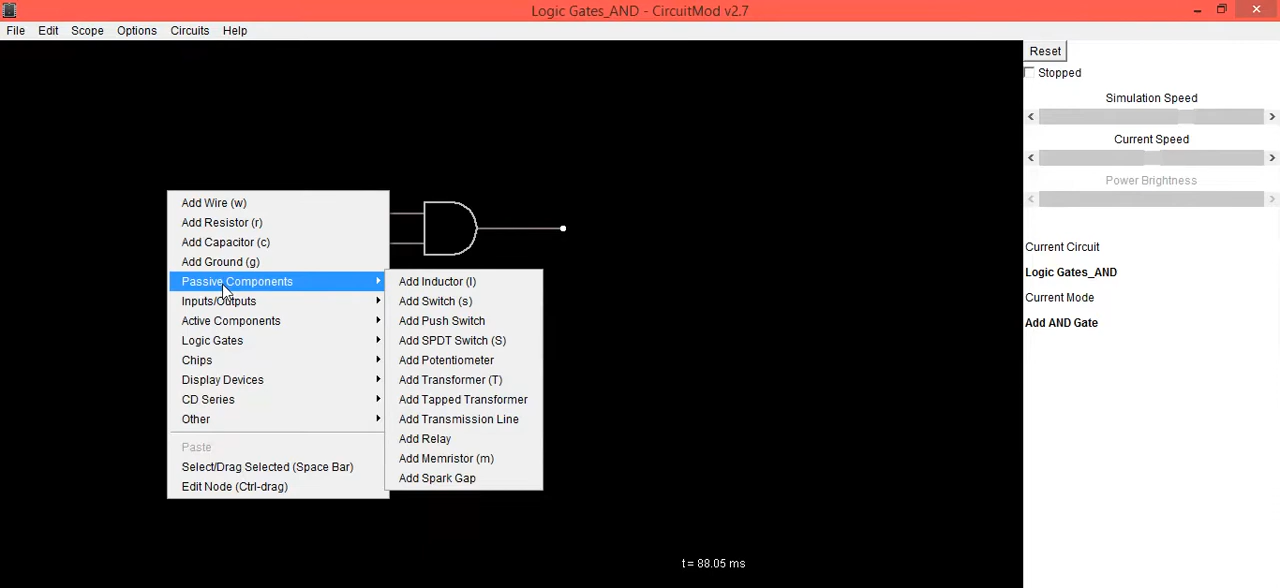 Logic Gates_AND - CircuitMod v2.7
File Edit Scope Options Circuits Help
Reset
Stopped
Simulation Speed
Current Speed
Power Brightness
Current Circuit
Logic Gates_AND
Current Mode
Add AND Gate
Add Wire (w)
Add Resistor (r)
Add Capacitor (c)
Add Ground (g)
Passive Components
Inputs/Outputs
Active Components
Logic Gates
Chips
Display Devices
CD Series
Other
Paste
Select/Drag Selected (Space Bar)
Edit Node (Ctrl-drag)
Add Inductor (l)
Add Switch (s)
Add Push Switch
Add SPDT Switch (S)
Add Potentiometer
Add Transformer (T)
Add Tapped Transformer
Add Transmission Line
Add Relay
Add Memristor (m)
Add Spark Gap
t = 88.05 ms